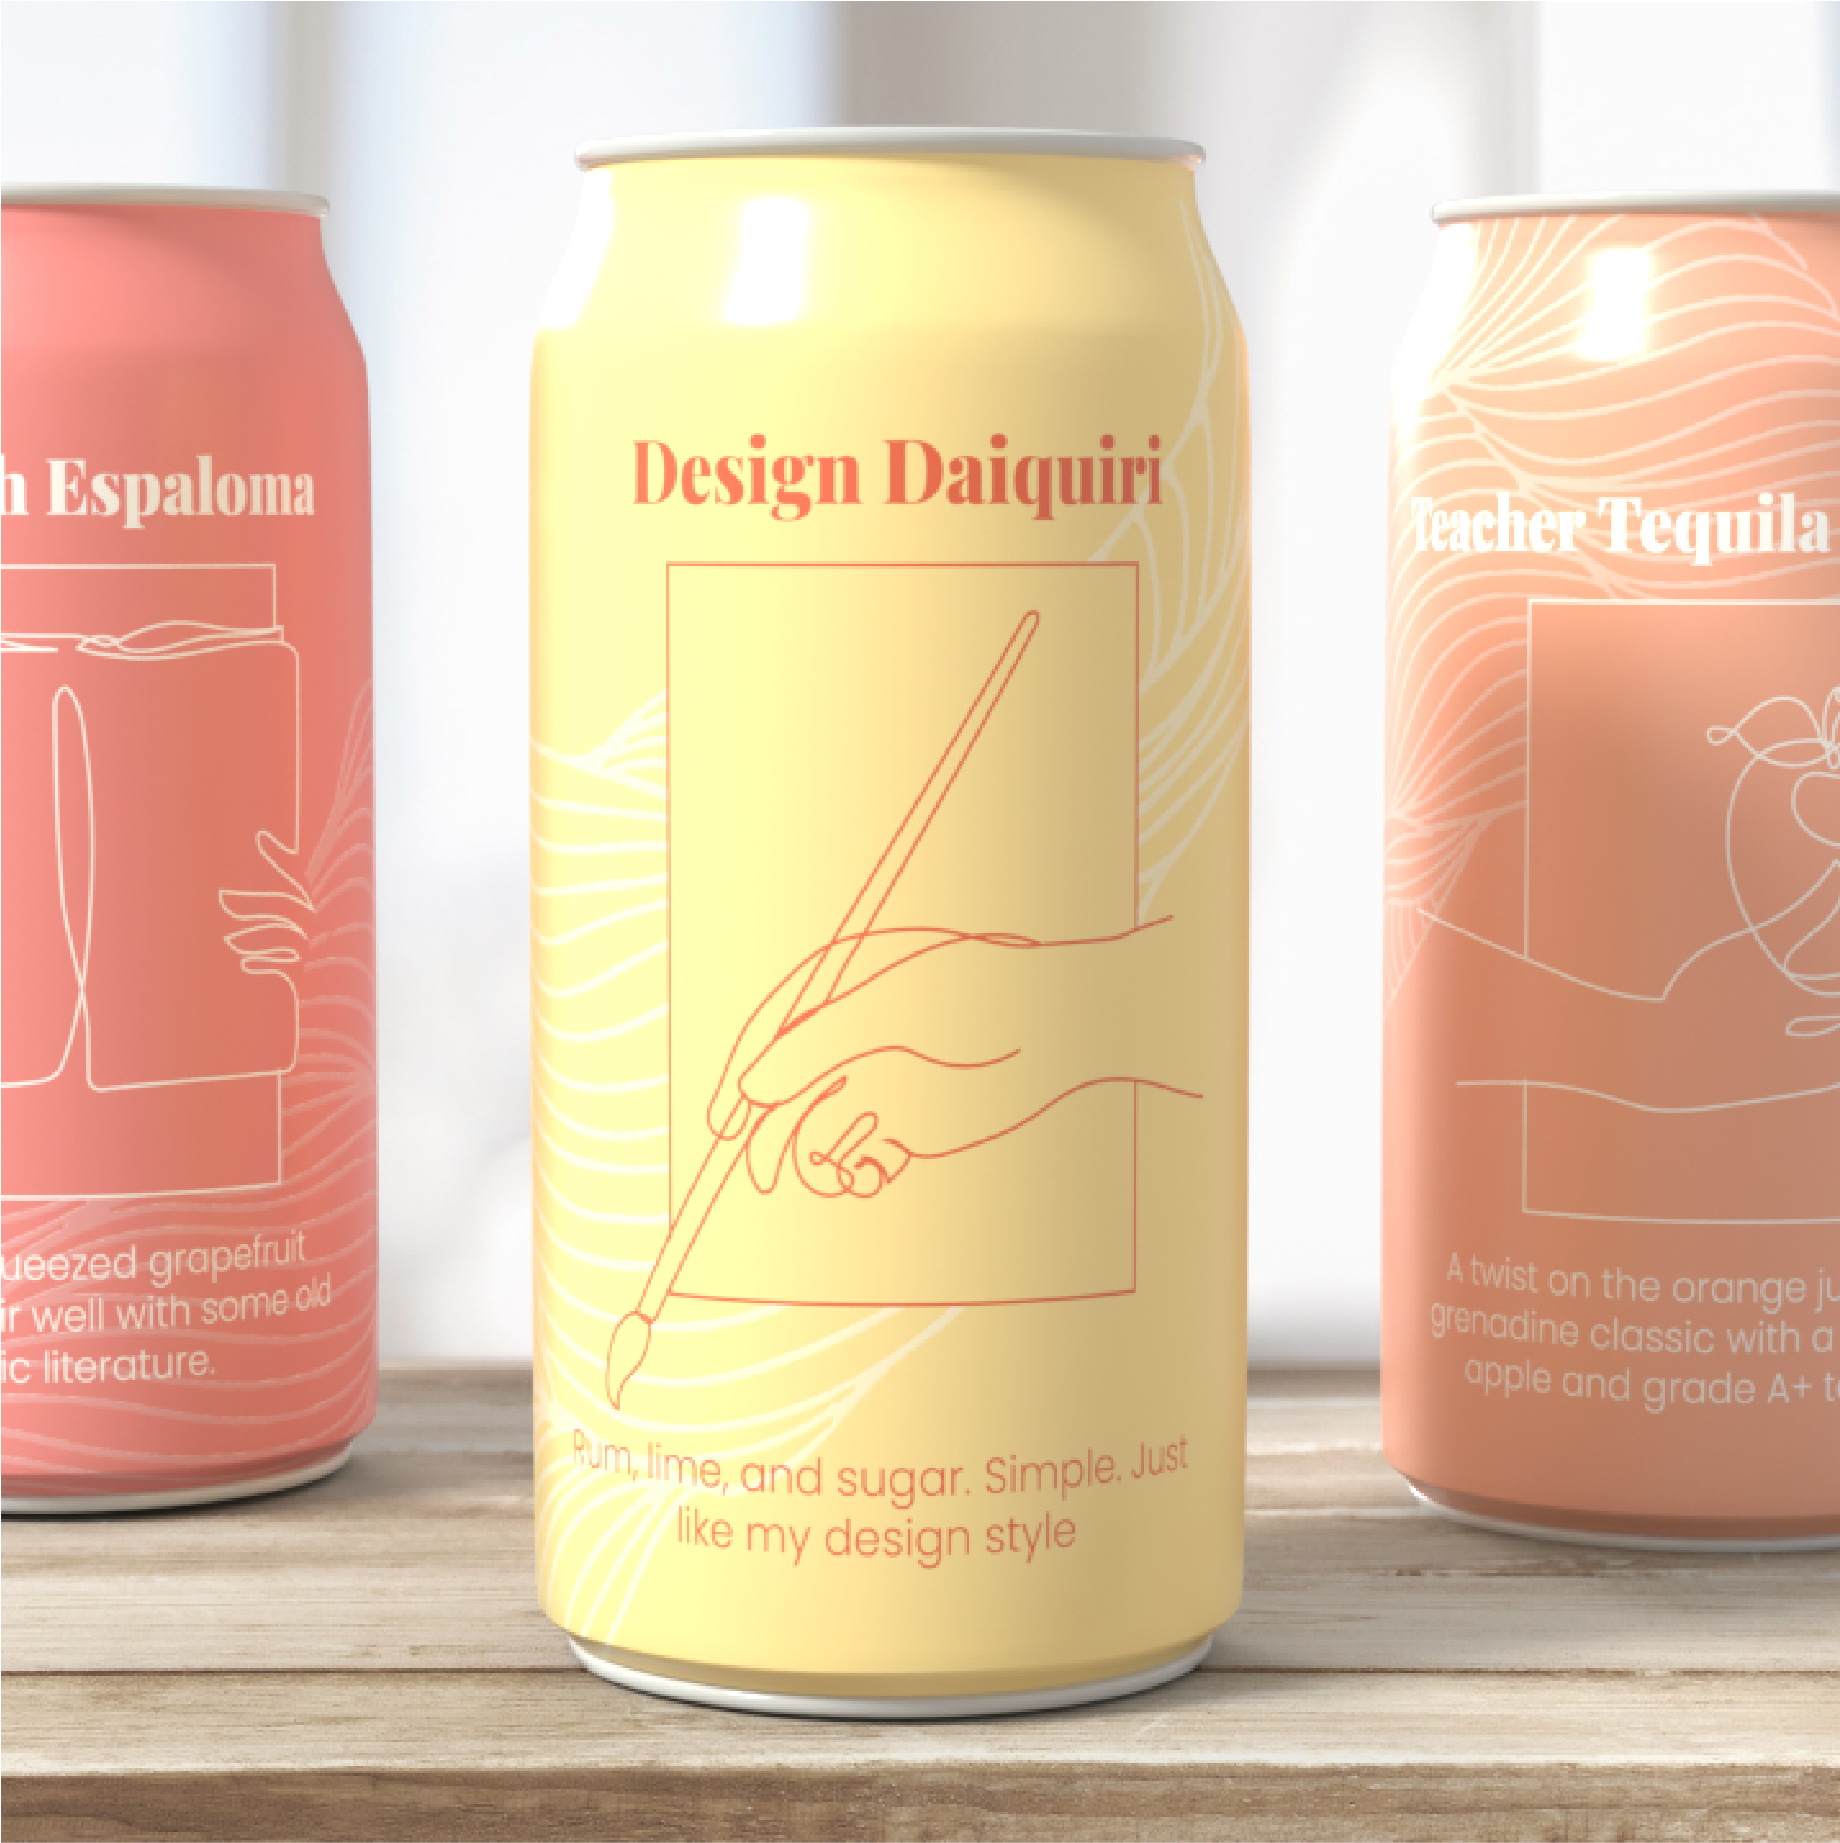 h Espaloma
ueezed grapefruit
ir well with some old
ic literature.
Design Daiquiri
Rum, lime, and sugar. Simple. Just
like my design style
Teacher Tequila
A twist on the orange ju
grenadine classic with a
apple and grade A+ te